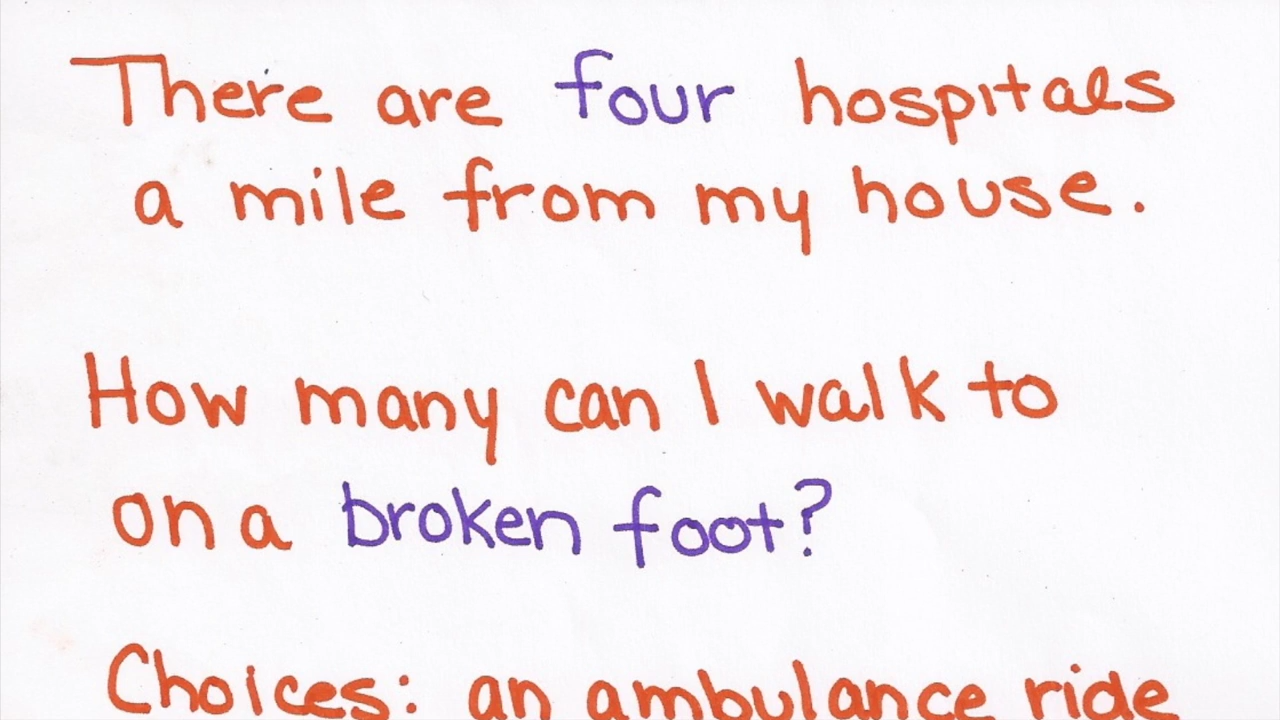 There are four hospitals
a mile from my house.
How many can I walk to
on a broken foot?
Choices: an ambulance ride